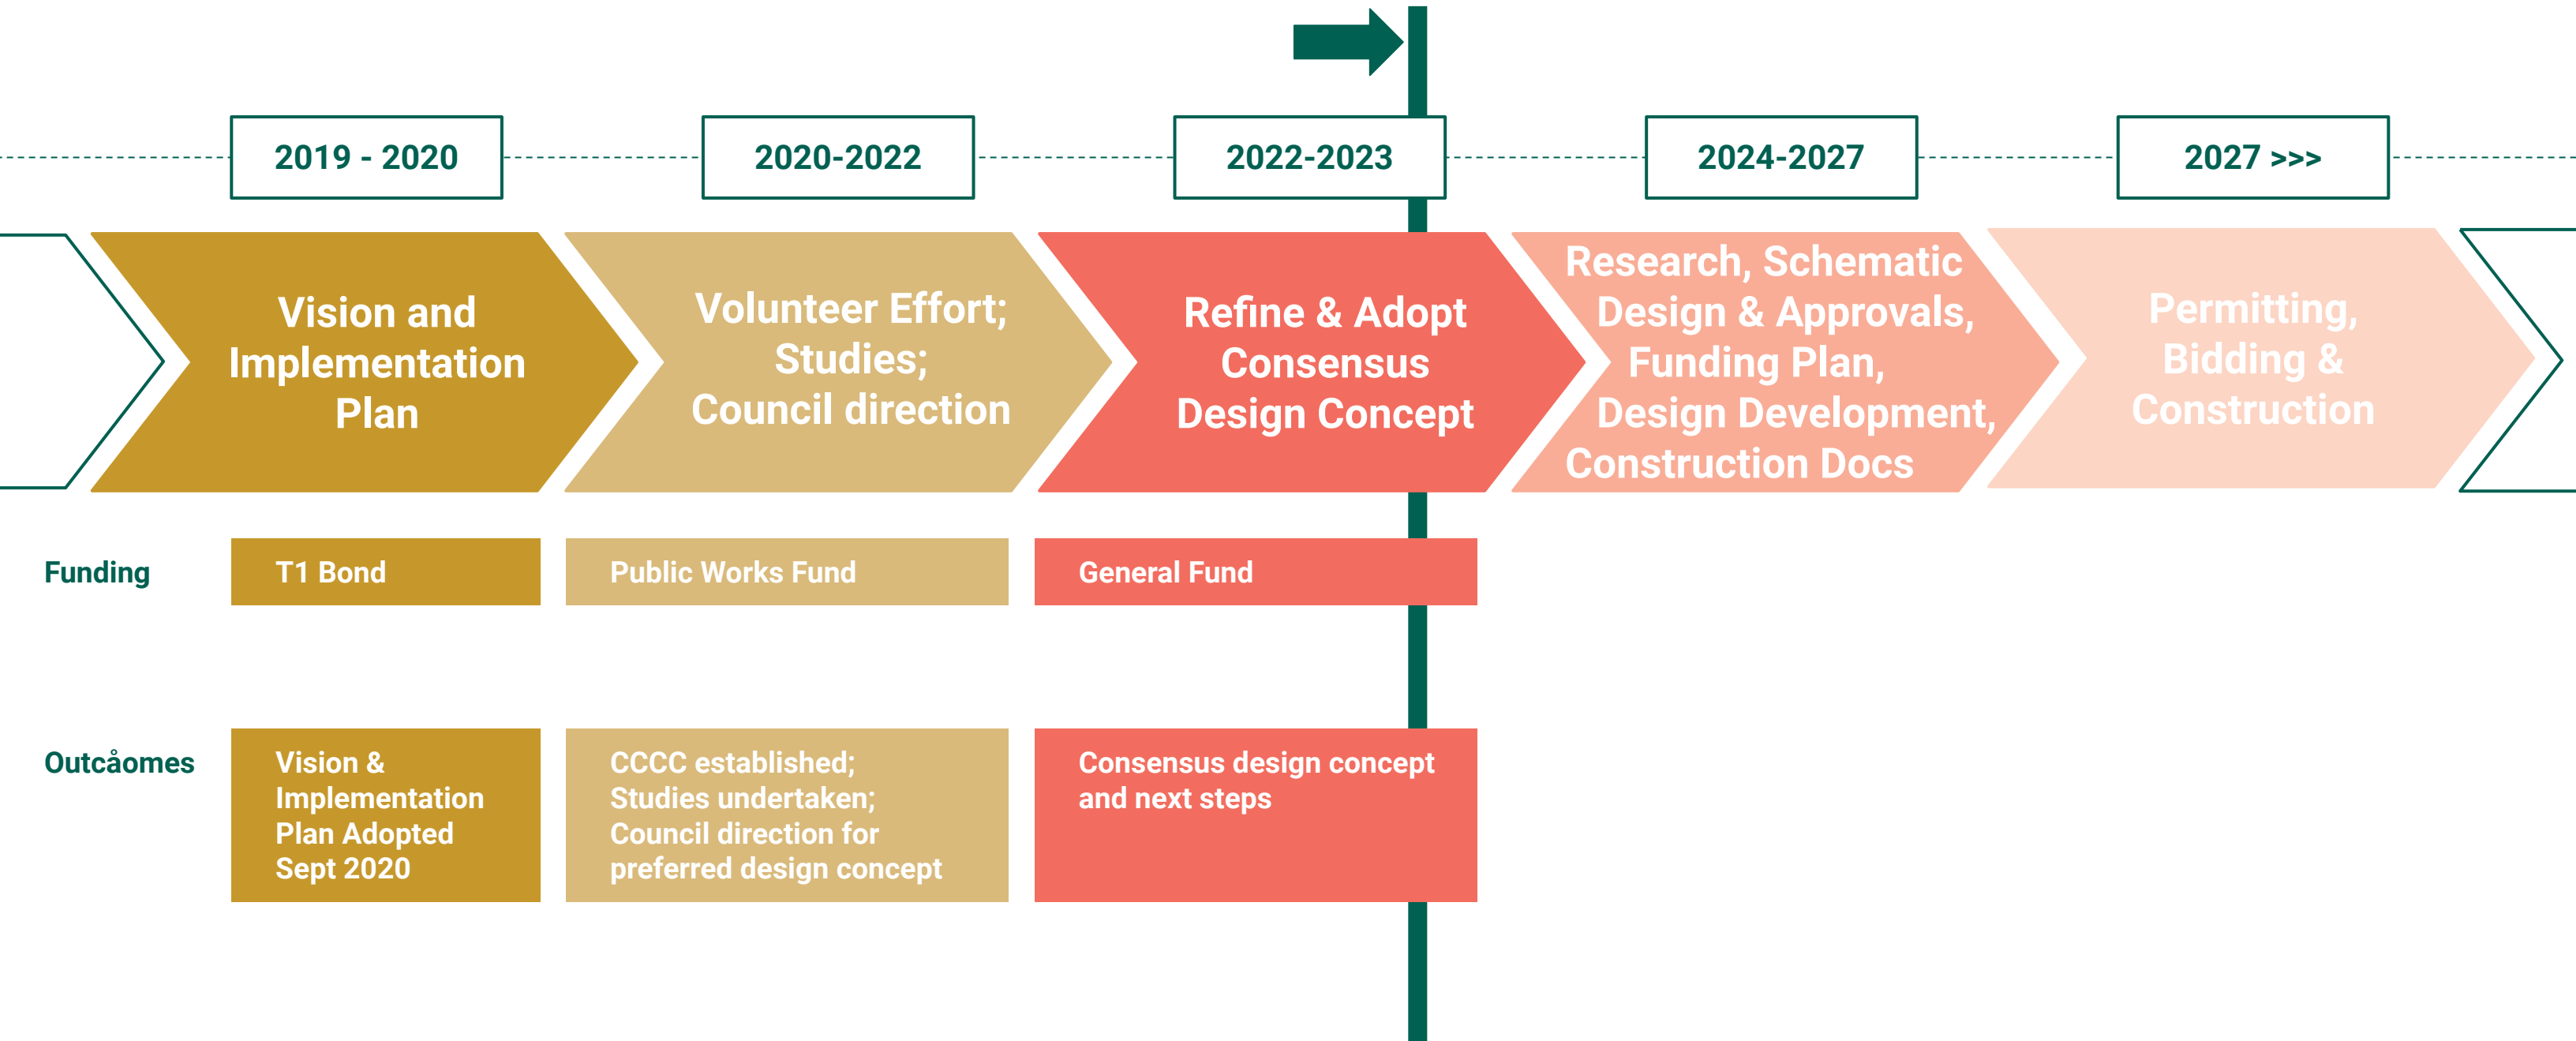 2019 - 2020
2020-2022
2022-2023
2024-2027
2027 >>>
Vision and
Implementation
Plan
Volunteer Effort;
Studies;
Council direction
Refine & Adopt
Consensus
Design Concept
Research, Schematic
Design & Approvals,
Funding Plan,
Design Development,
Construction Docs
Permitting,
Bidding &
Construction
Funding
T1 Bond
Public Works Fund
General Fund
Outcåomes
Vision &
Implementation
Plan Adopted
Sept 2020
CCCC established;
Studies undertaken;
Council direction for
preferred design concept
Consensus design concept
and next steps